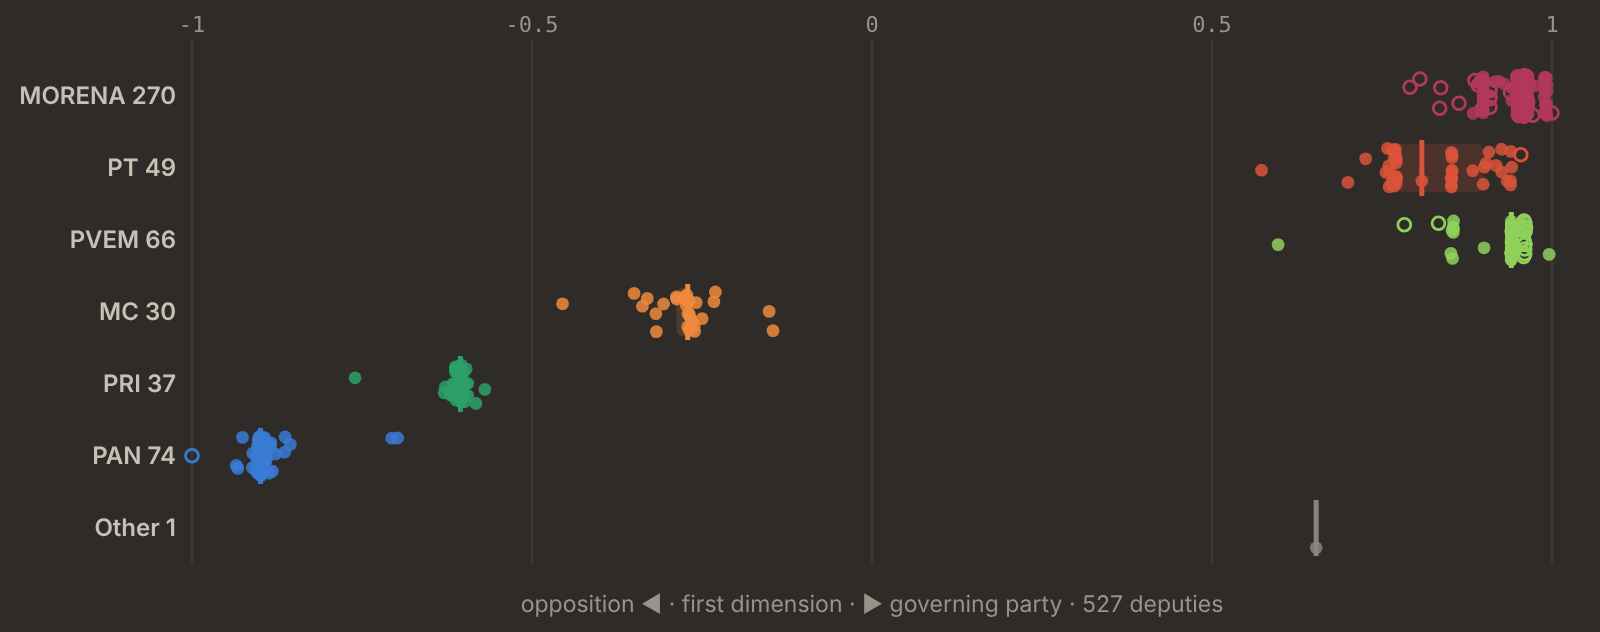 -1 -0.5 0 0.5 1
MORENA 270
PT 49
PVEM 66
MC 30
PRI 37
PAN 74
Other 1
opposition ◀ · first dimension · ▶ governing party · 527 deputies